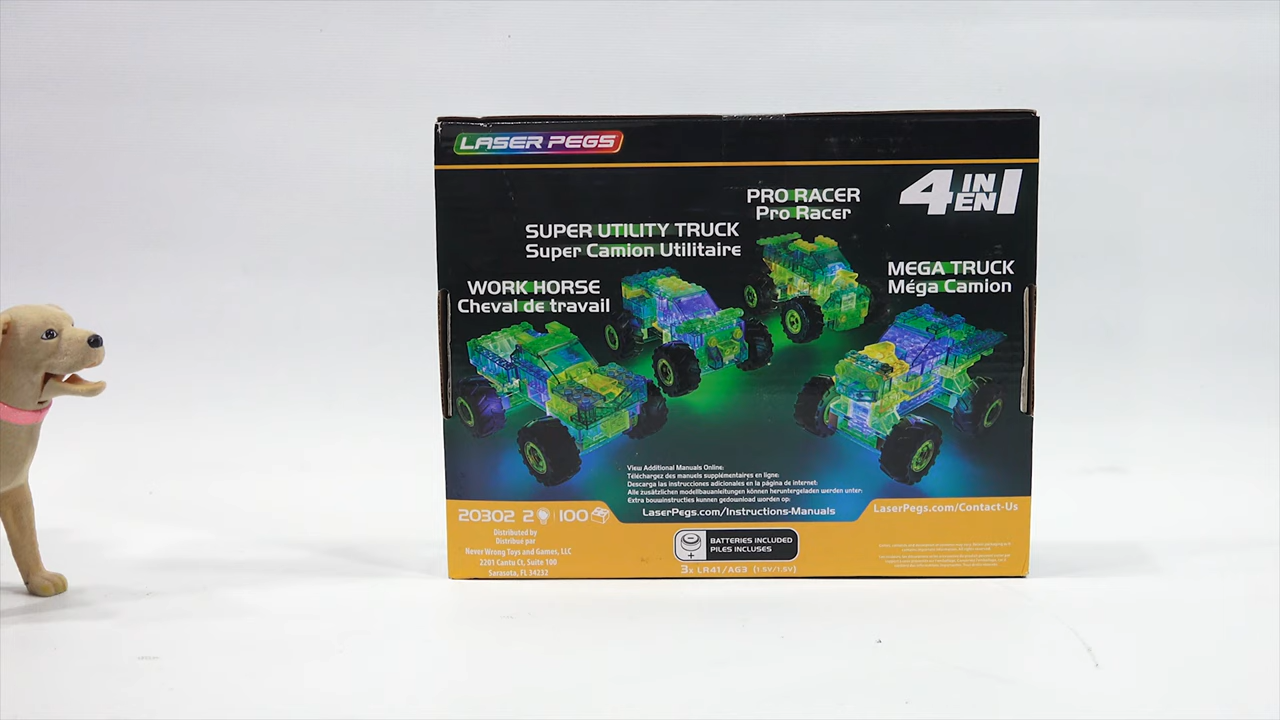 LASER PEGS
4 IN EN 1
PRO RACER
Pro Racer
SUPER UTILITY TRUCK
Super Camion Utilitaire
MEGA TRUCK
Méga Camion
WORK HORSE
Cheval de travail
View Additional Manuals Online:
Téléchargez des manuels supplémentaires en ligne:
Descarga las instrucciones adicionales en la página de internet:
Alle zusätzlichen modellbauanleitungen können heruntergeladen werden unter:
Extra bouwinstructies kunnen gedownload worden op:
LaserPegs.com/Instructions-Manuals
LaserPegs.com/Contact-Us
20302 2 | 100
Distributed by
Distribué par
Never Wrong Toys and Games, LLC
2201 Cantu Ct, Suite 100
Sarasota, FL 34232
BATTERIES INCLUDED
PILES INCLUSES
3x LR41/AG3 (1.5V/1.5V)